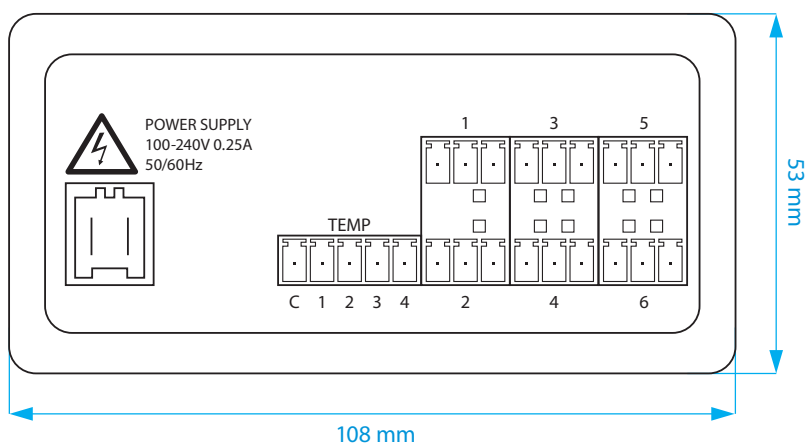 POWER SUPPLY
100-240V 0.25A
50/60Hz
1 3 5
TEMP
C 1 2 3 4
2 4 6
53 mm
108 mm